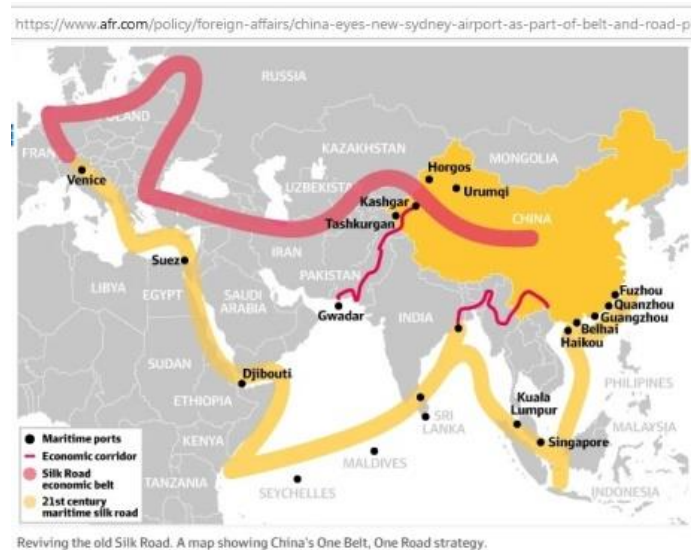 https://www.afr.com/policy/foreign-affairs/china-eyes-new-sydney-airport-as-part-of-belt-and-road-p
RUSSIA
OLAND
FRAN
KAZAKHSTAN
MONGOLIA
Horgos
Venice
UZBEKISTA
Urumqi
Kashgar
Tashkurgan
CHINA
Suez
IRAN
PAKISTAN
LIBYA
EGYPT
SAUDI
ARABIA
Gwadar
INDIA
Fuzhou
Quanzhou
Guangzhou
Belhai
Haikou
SUDAN
Djibouti
ETHIOPIA
PHILIPINES
SRI
LANKA
Kuala
Lumpur
MALAYSIA
Singapore
KENYA
MALDIVES
TANZANIA
SEYCHELLES
INDONESIA
Maritime ports
Economic corridor
Silk Road
economic belt
21st century
maritime silk road
Reviving the old Silk Road. A map showing China's One Belt, One Road strategy.